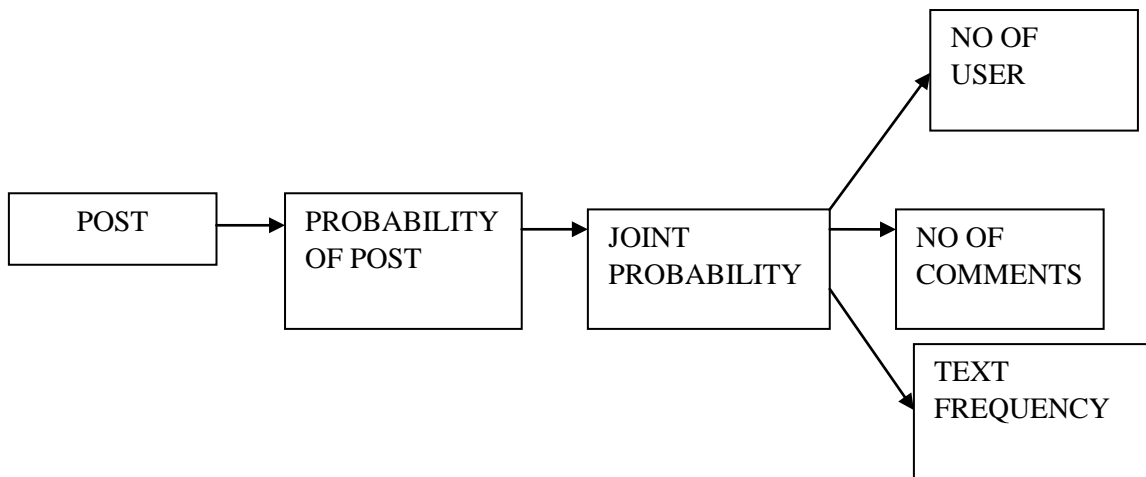 NO OF
USER
POST
PROBABILITY
OF POST
JOINT
PROBABILITY
NO OF
COMMENTS
TEXT
FREQUENCY